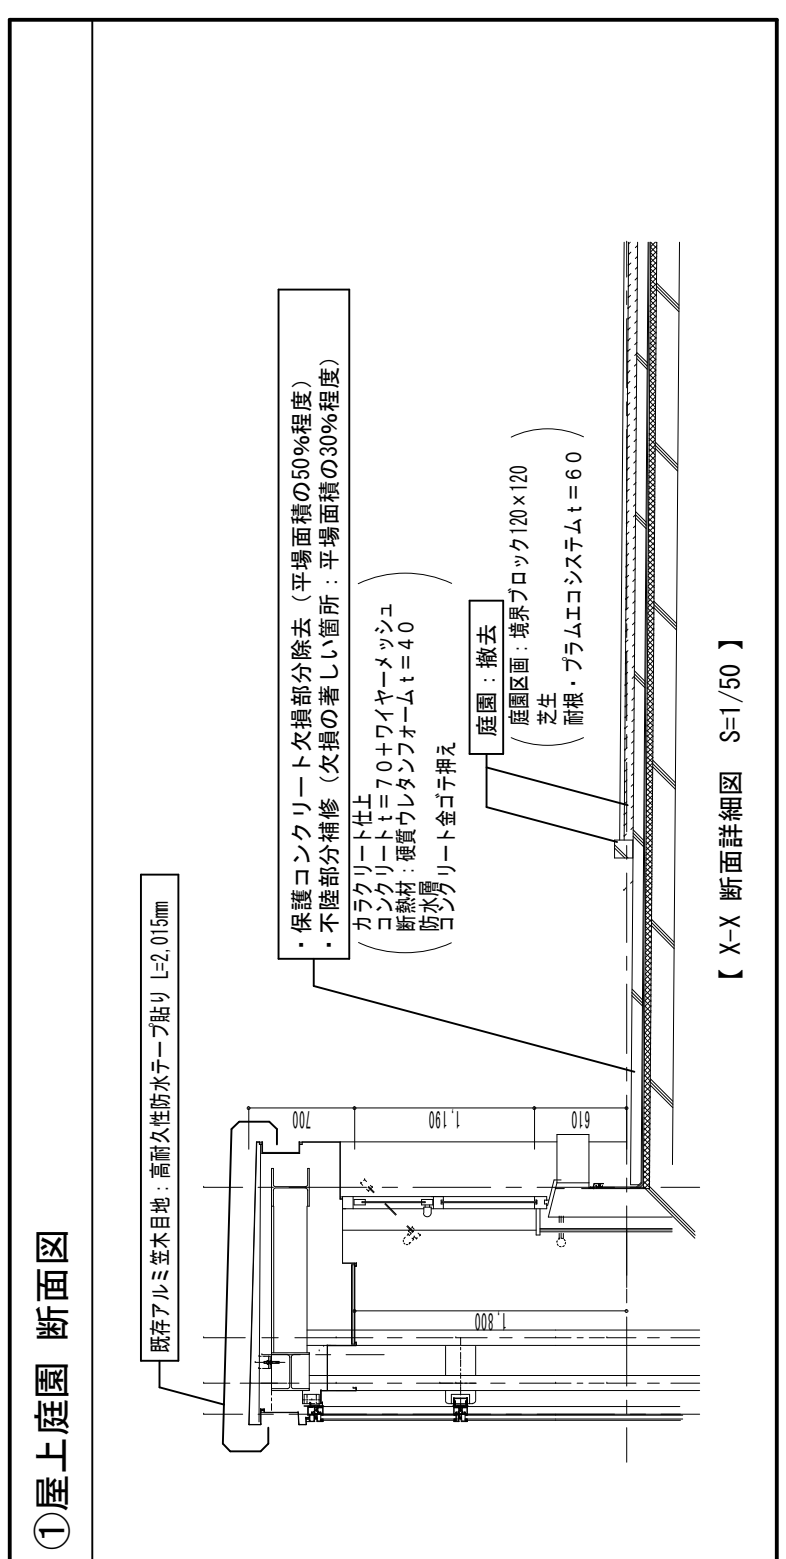 ①屋上庭園 断面図
既存アルミ笠木目地：高耐久性防水テープ貼り L=2,015mm
・保護コンクリート欠損部分除去（平場面積の50%程度）
・不陸部分補修（欠損の著しい箇所：平場面積の30%程度）
カラクリート仕上
コンクリートｔ＝７０＋ワイヤーメッシュ
断熱材：硬質ウレタンフォームｔ＝４０
防水層
コンクリート金ゴテ押え
庭園：撤去
庭園区画：境界ブロック120×120
芝生
耐根・プラムエコシステムｔ＝６０
700
1,190
610
1,800
【 X-X 断面詳細図 S=1/50 】